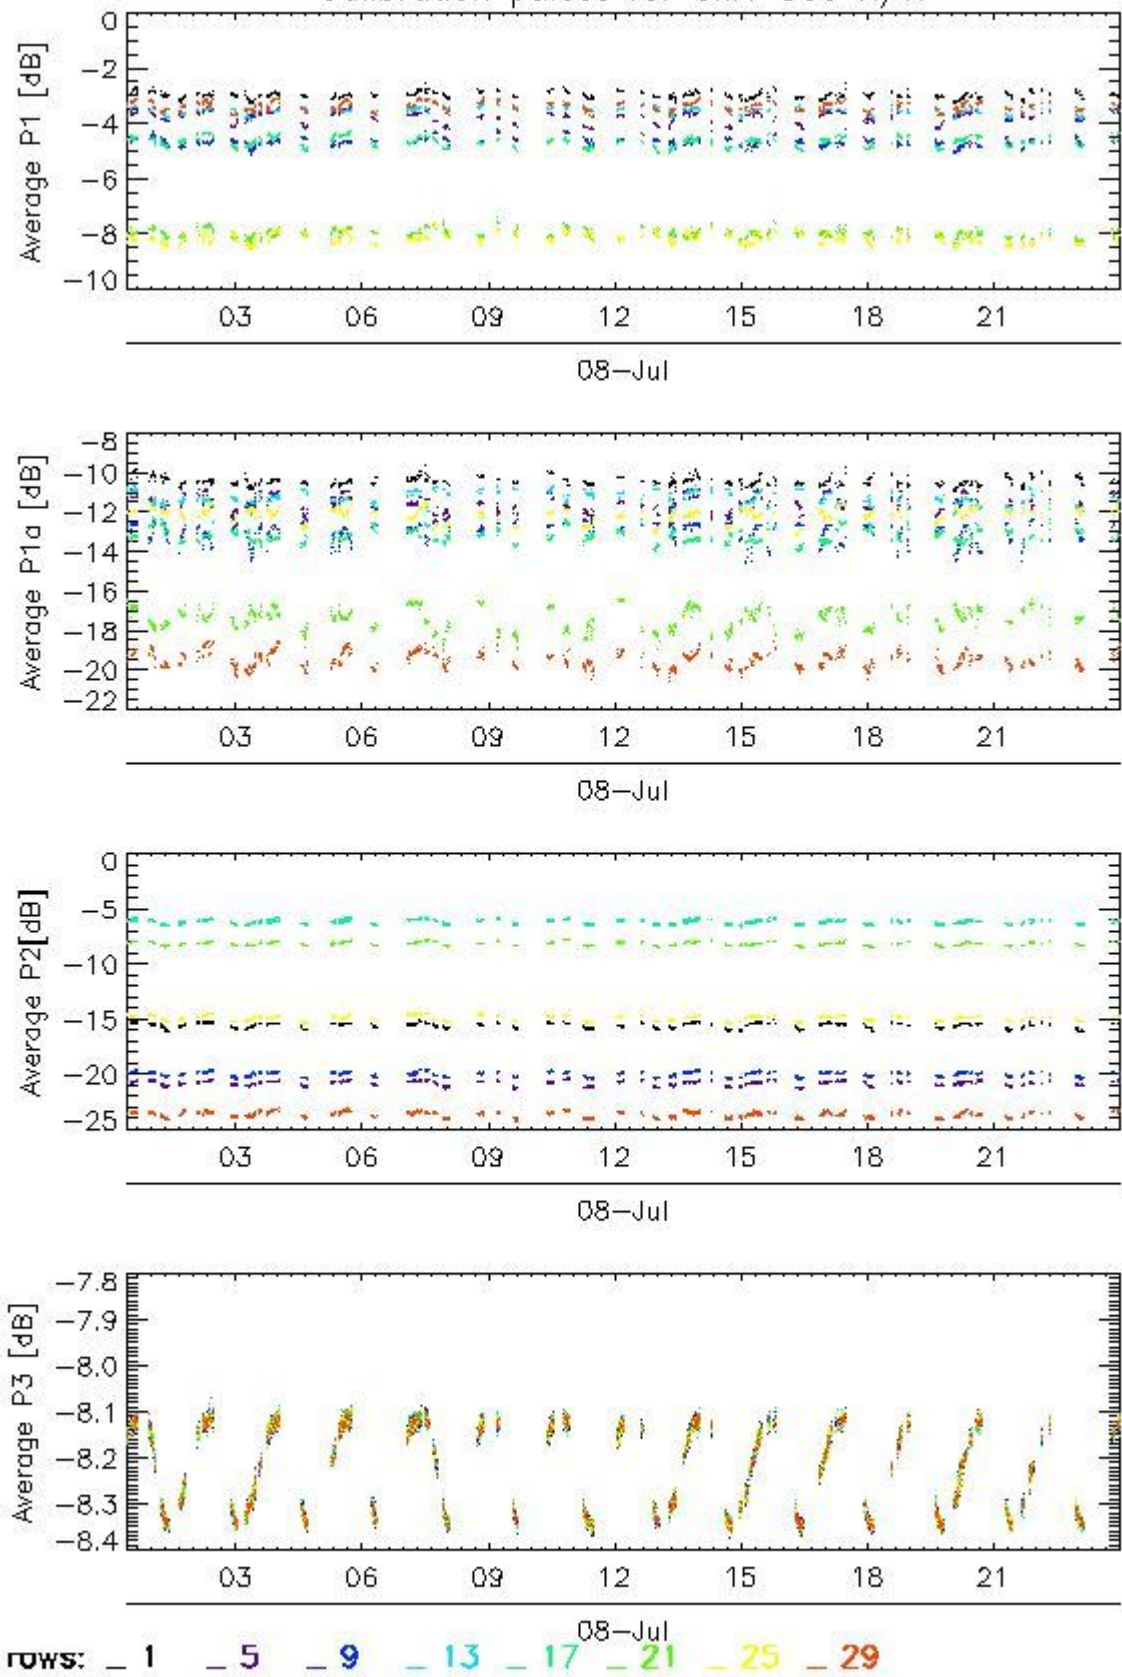 Average P1 [dB]
0
−2
−4
−6
−8
−10
03 06 09 12 15 18 21
08−Jul
Average P1a [dB]
−8
−10
−12
−14
−16
−18
−20
−22
03 06 09 12 15 18 21
08−Jul
Average P2[dB]
0
−5
−10
−15
−20
−25
03 06 09 12 15 18 21
08−Jul
Average P3 [dB]
−7.8
−7.9
−8.0
−8.1
−8.2
−8.3
−8.4
03 06 09 12 15 18 21
08−Jul
rows: _ 1 _ 5 _ 9 _ 13 _ 17 _ 21 _ 25 _ 29